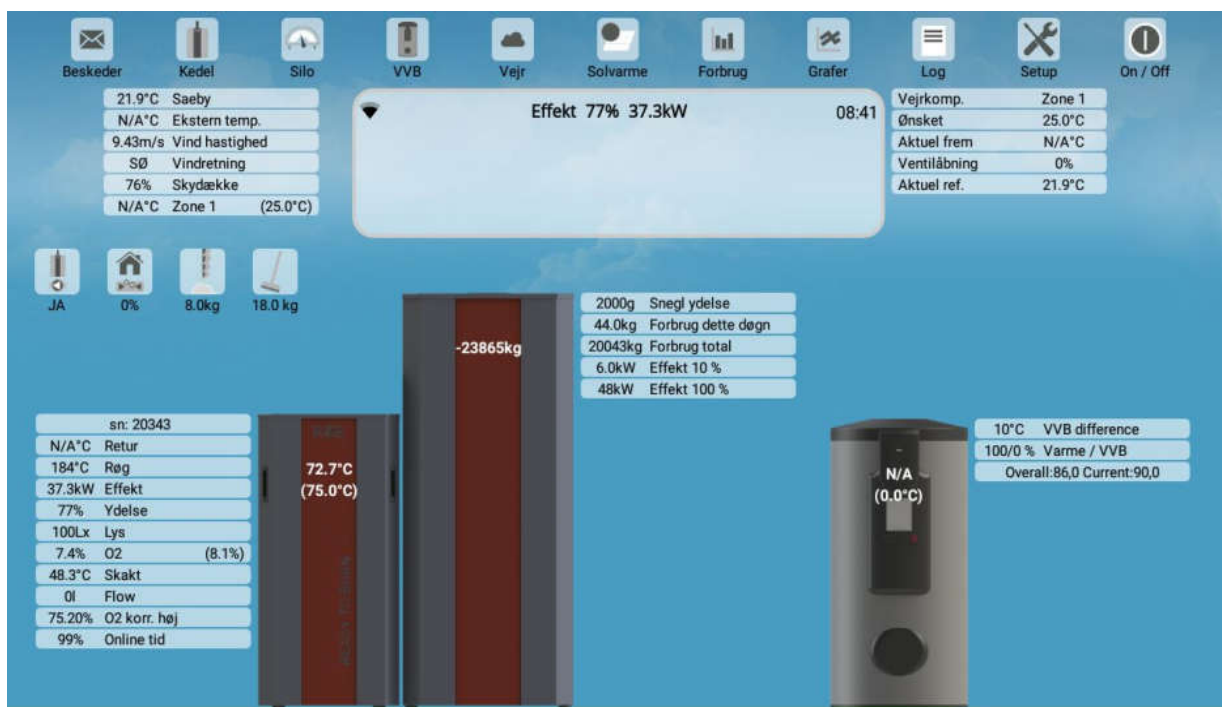 Beskeder Kedel Silo VVB Vejr Solvarme Forbrug Grafer Log Setup On / Off
21.9°C Saeby
N/A°C Ekstern temp.
9.43m/s Vind hastighed
SØ Vindretning
76% Skydække
N/A°C Zone 1 (25.0°C)
Effekt 77% 37.3kW 08:41
Vejrkomp. Zone 1
Ønsket 25.0°C
Aktuel frem N/A°C
Ventilåbning 0%
Aktuel ref. 21.9°C
JA 0% 8.0kg 18.0 kg
-23865kg
2000g Snegl ydelse
44.0kg Forbrug dette døgn
20043kg Forbrug total
6.0kW Effekt 10 %
48kW Effekt 100 %
sn: 20343
N/A°C Retur
184°C Røg
37.3kW Effekt
77% Ydelse
100Lx Lys
7.4% O2 (8.1%)
48.3°C Skakt
0l Flow
75.20% O2 korr. høj
99% Online tid
72.7°C
(75.0°C)
N/A
(0.0°C)
10°C VVB difference
100/0 % Varme / VVB
Overall:86,0 Current:90,0